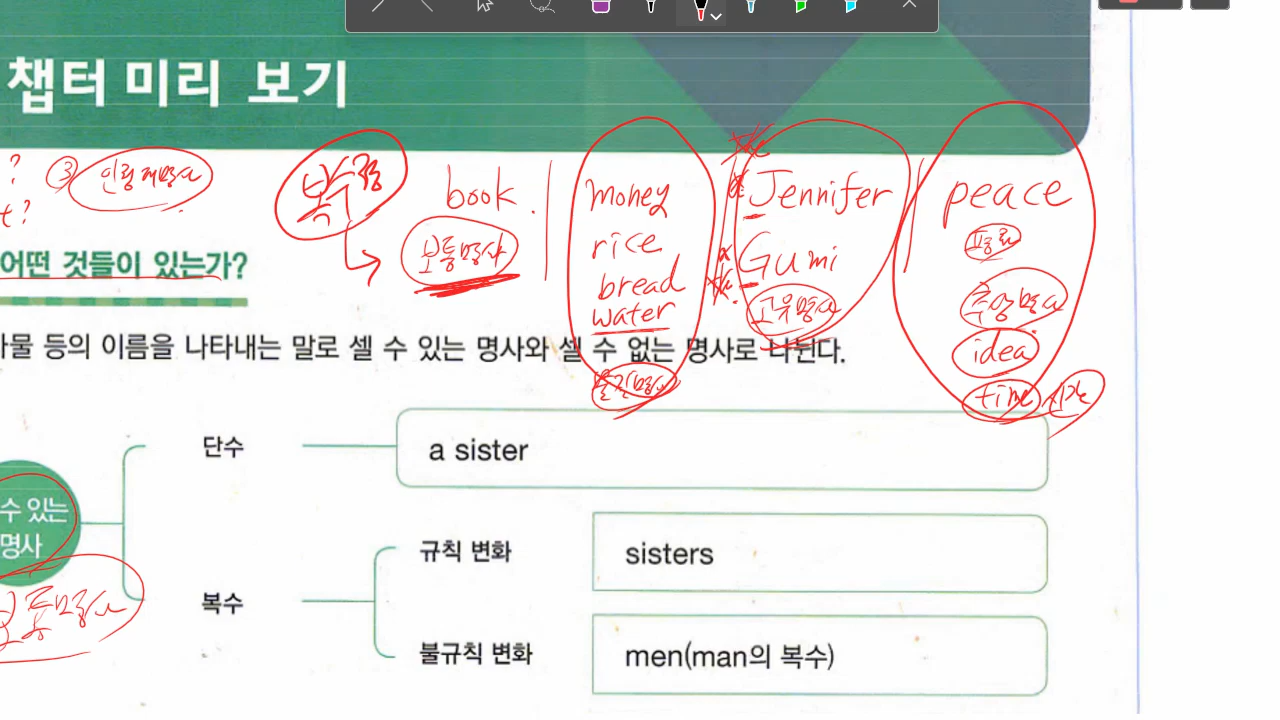 챕터 미리 보기
?
③ 인칭대명사
t?
복수형
book.
보통명사
money
rice
bread
water
물질명사
a
Jennifer
Gumi
고유명사
peace
평화
추상명사
idea
time 시간
어떤 것들이 있는가?
사물 등의 이름을 나타내는 말로 셀 수 있는 명사와 셀 수 없는 명사로 나뉜다.
수 있는
명사
보통명사
단수
a sister
복수
규칙 변화
sisters
불규칙 변화
men(man의 복수)